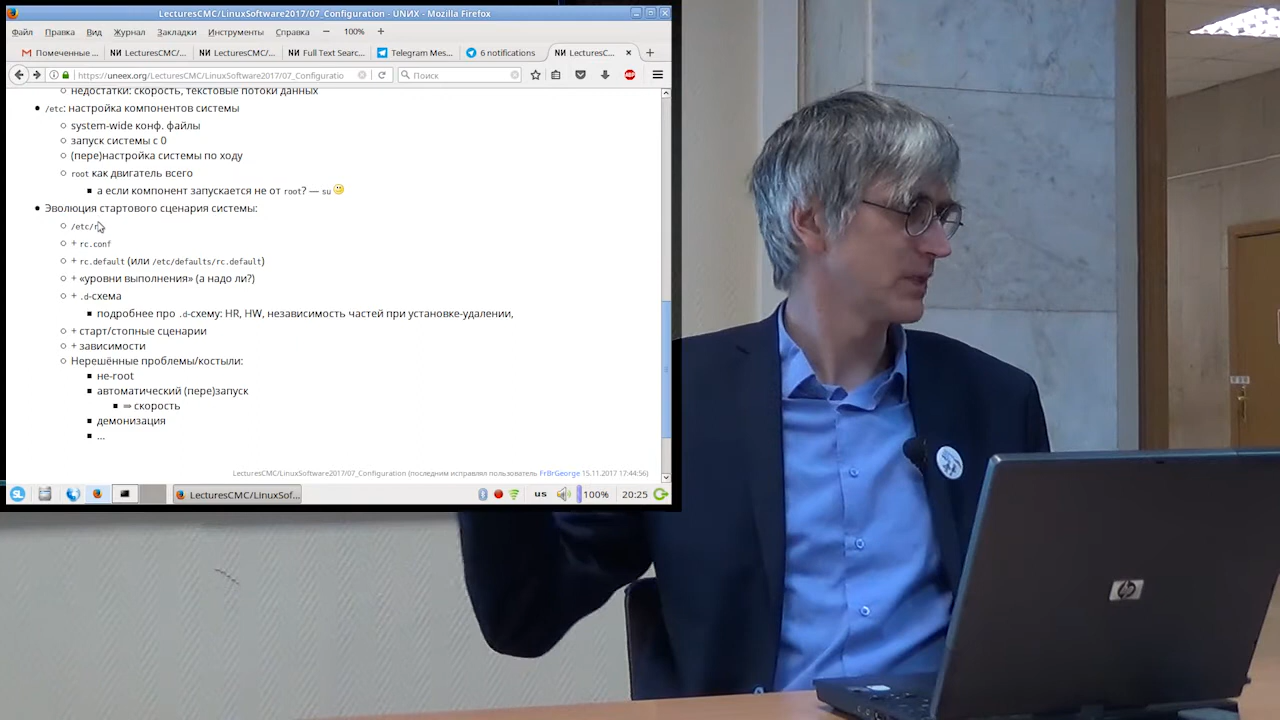 LecturesCMC/LinuxSoftware2017/07_Configuration - UNИX - Mozilla Firefox
Файл Правка Вид Журнал Закладки Инструменты Справка − 100% +
Помеченные ... LecturesCMC/... LecturesCMC/... Full Text Searc... Telegram Mes... 6 notifications LecturesC...
https://uneex.org/LecturesCMC/LinuxSoftware2017/07_Configuratio Поиск
недостатки: скорость, текстовые потоки данных
/etc: настройка компонентов системы
system-wide конф. файлы
запуск системы с 0
(пере)настройка системы по ходу
root как двигатель всего
а если компонент запускается не от root? — su
Эволюция стартового сценария системы:
/etc/r
+ rc.conf
+ rc.default (или /etc/defaults/rc.default)
+ «уровни выполнения» (а надо ли?)
+ .d-схема
подробнее про .d-схему: HR, HW, независимость частей при установке-удалении,
+ старт/стопные сценарии
+ зависимости
Нерешённые проблемы/костыли:
не-root
автоматический (пере)запуск
⇒ скорость
демонизация
...
LecturesCMC/LinuxSoftware2017/07_Configuration (последним исправлял пользователь FrBrGeorge 15.11.2017 17:44:56)
LecturesCMC/LinuxSof... us 100% 20:25
hp